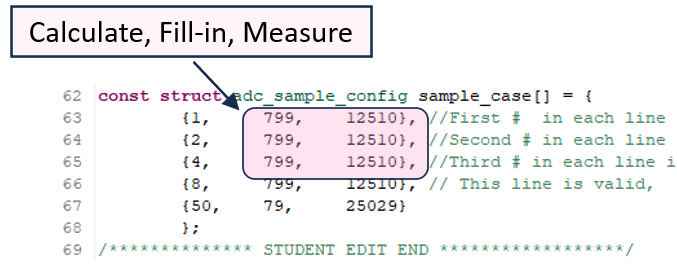 Calculate, Fill-in, Measure
62 const struct adc_sample_config sample_case[] = {
63 {1, 799, 12510}, //First # in each line
64 {2, 799, 12510}, //Second # in each line
65 {4, 799, 12510}, //Third # in each line i
66 {8, 799, 12510}, // This line is valid,
67 {50, 79, 25029}
68 };
69 /************** STUDENT EDIT END ******************/